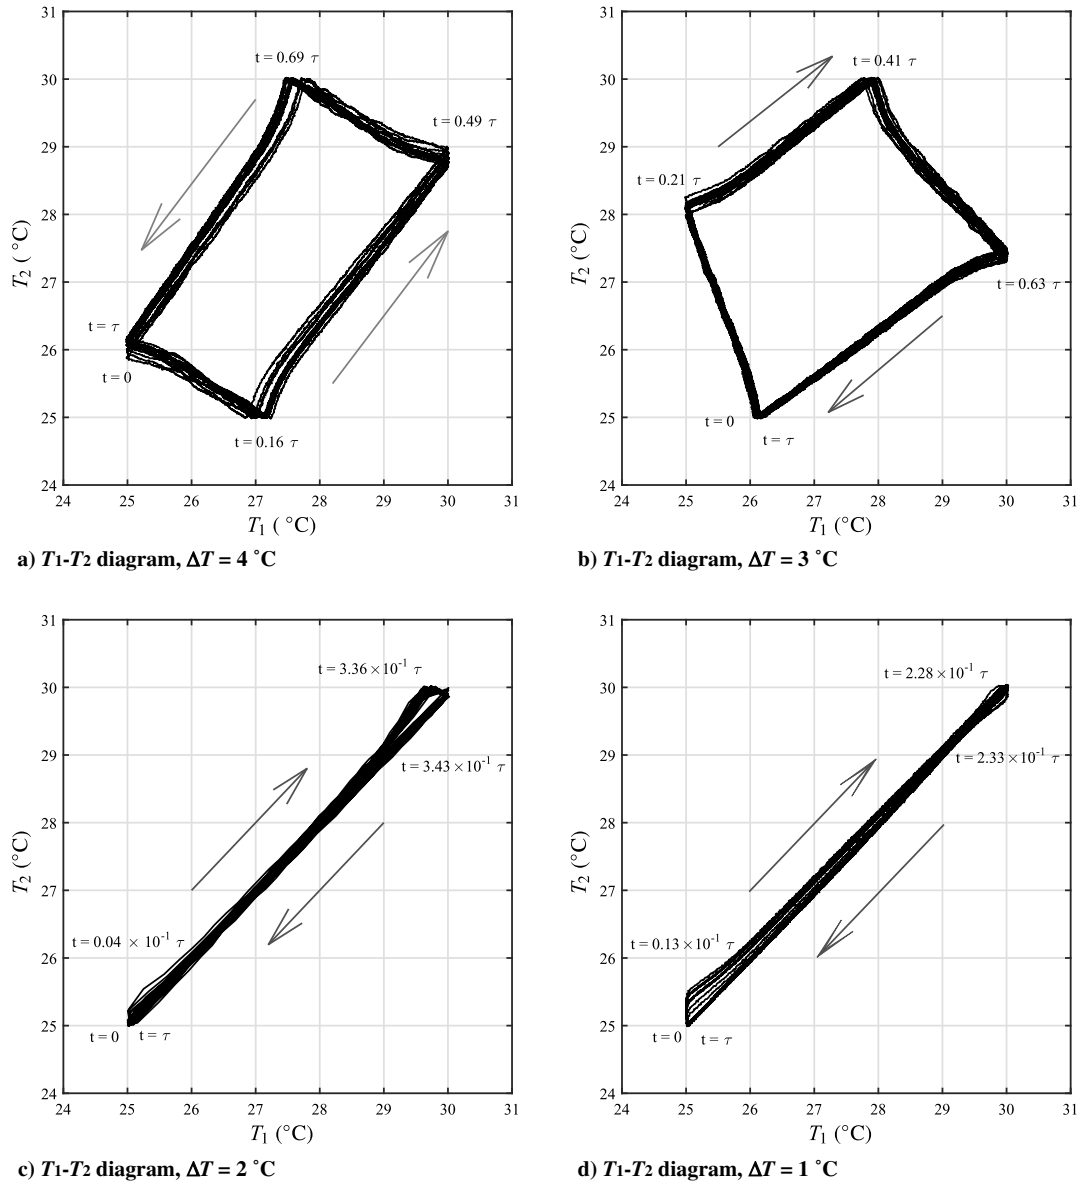 31
30
29
28
27
26
25
24
T2 ( °C)
t = 0.69 τ
t = 0.49 τ
t = τ
t = 0
t = 0.16 τ
24 25 26 27 28 29 30 31
T1 ( °C)
a) T1-T2 diagram, ΔT = 4 ˚C
31
30
29
28
27
26
25
24
T2 (°C)
t = 0.41 τ
t = 0.21 τ
t = 0.63 τ
t = 0
t = τ
24 25 26 27 28 29 30 31
T1 (°C)
b) T1-T2 diagram, ΔT = 3 ˚C
31
30
29
28
27
26
25
24
T2 (°C)
t = 3.36×10-1 τ
t = 3.43×10-1 τ
t = 0.04 × 10-1 τ
t = 0
t = τ
24 25 26 27 28 29 30 31
T1 (°C)
c) T1-T2 diagram, ΔT = 2 ˚C
31
30
29
28
27
26
25
24
T2 (°C)
t = 2.28×10-1 τ
t = 2.33×10-1 τ
t = 0.13×10-1 τ
t = 0
t = τ
24 25 26 27 28 29 30 31
T1 (°C)
d) T1-T2 diagram, ΔT = 1 ˚C